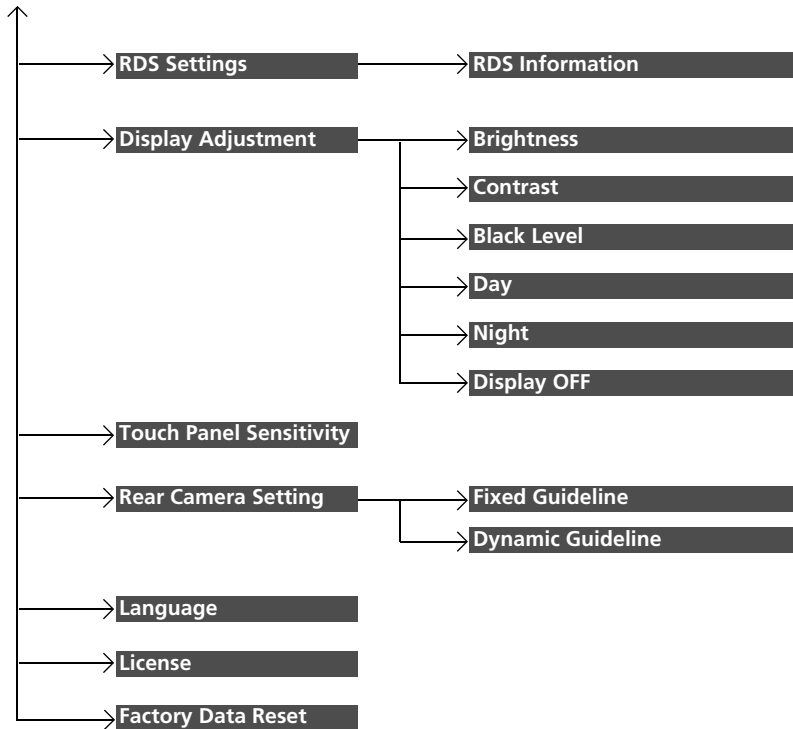 RDS Settings
RDS Information
Display Adjustment
Brightness
Contrast
Black Level
Day
Night
Display OFF
Touch Panel Sensitivity
Rear Camera Setting
Fixed Guideline
Dynamic Guideline
Language
License
Factory Data Reset